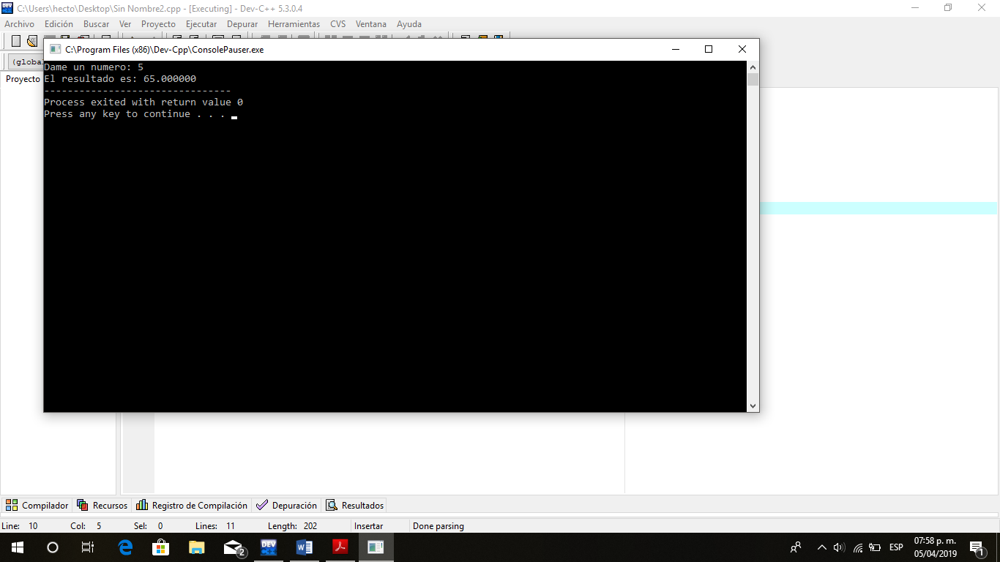 C:\Users\hecto\Desktop\Sin Nombre2.cpp - [Executing] - Dev-C++ 5.3.0.4
Archivo Edición Buscar Ver Proyecto Ejecutar Depurar Herramientas CVS Ventana Ayuda
C:\Program Files (x86)\Dev-Cpp\ConsolePauser.exe
(globa
Proyecto
Dame un numero: 5
El resultado es: 65.000000
--------------------------------
Process exited with return value 0
Press any key to continue . . .
Compilador Recursos Registro de Compilación Depuración Resultados
Line: 10 Col: 5 Sel: 0 Lines: 11 Length: 202 Insertar Done parsing
2 DEV ESP 07:58 p. m.
05/04/2019 1